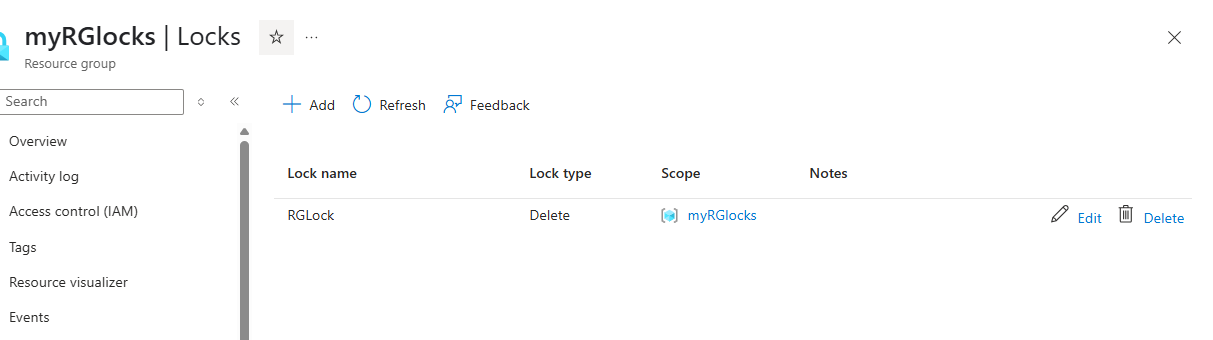 myRGlocks | Locks
Resource group
Search
Add Refresh Feedback
Overview
Activity log
Access control (IAM)
Tags
Resource visualizer
Events
Lock name Lock type Scope Notes
RGLock Delete myRGlocks Edit Delete